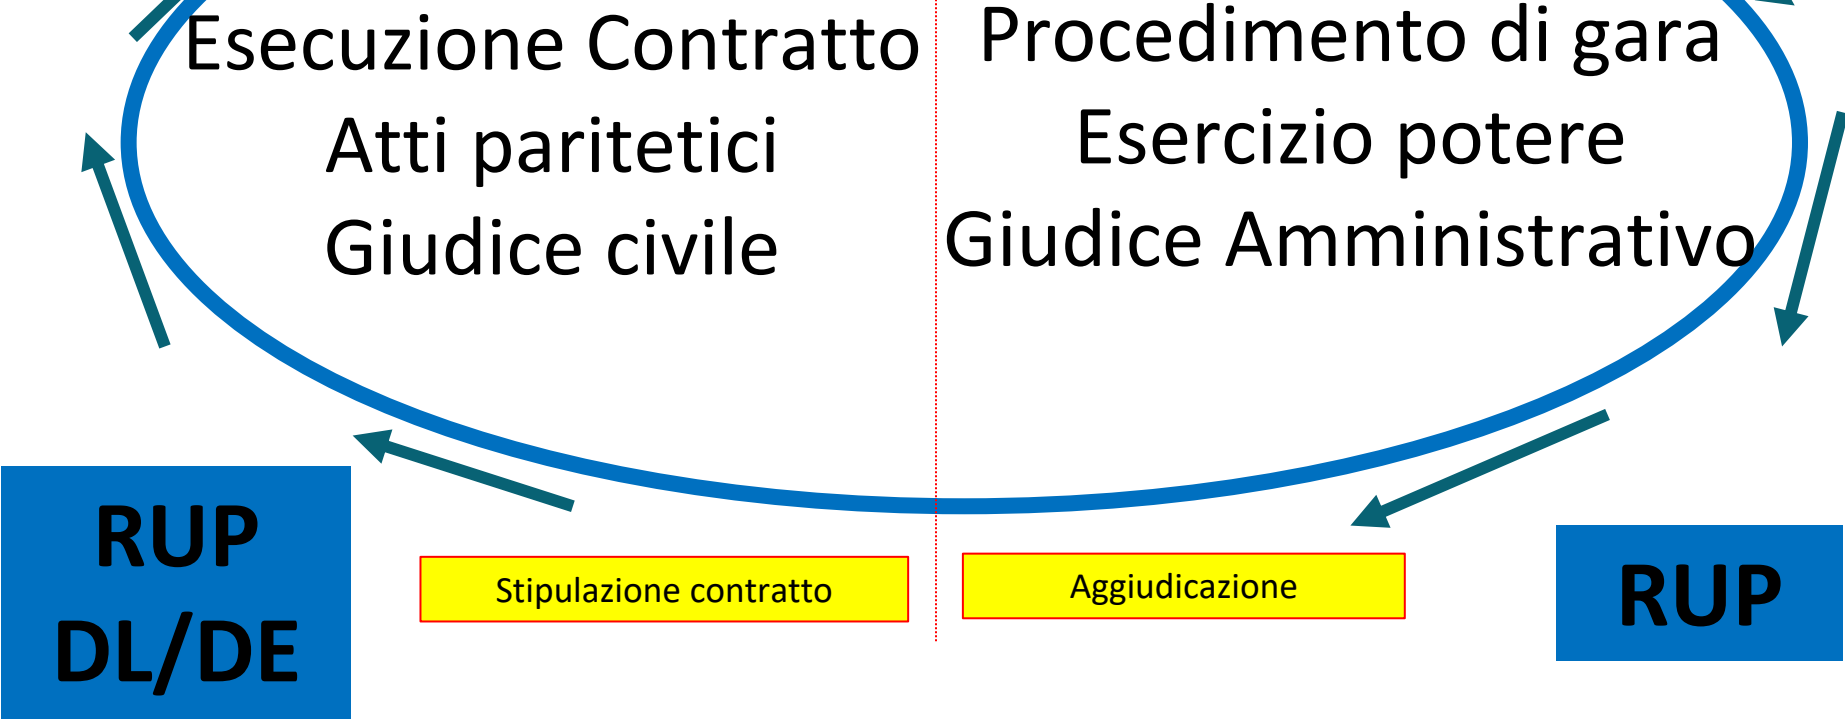 Esecuzione Contratto
Atti paritetici
Giudice civile
Procedimento di gara
Esercizio potere
Giudice Amministrativo
RUP
DL/DE
Stipulazione contratto
Aggiudicazione
RUP